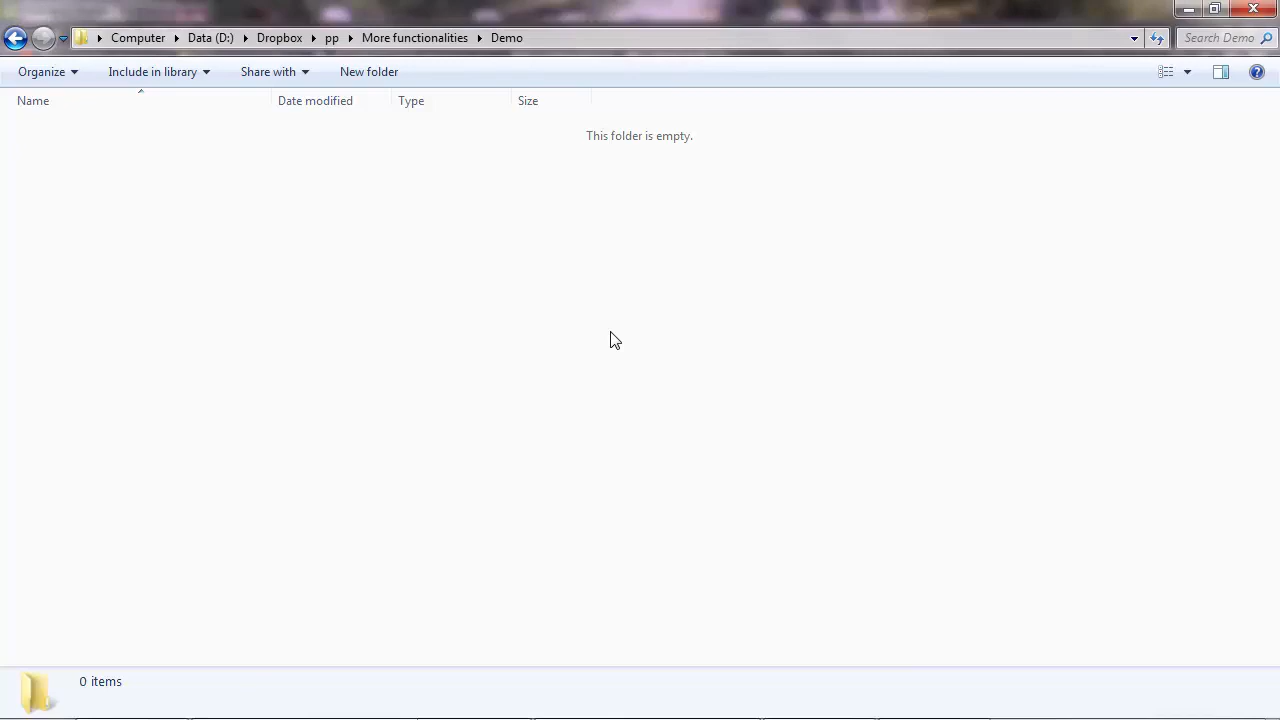 Computer Data (D:) Dropbox pp More functionalities Demo Search Demo
Organize Include in library Share with New folder
Name Date modified Type Size
This folder is empty.
0 items